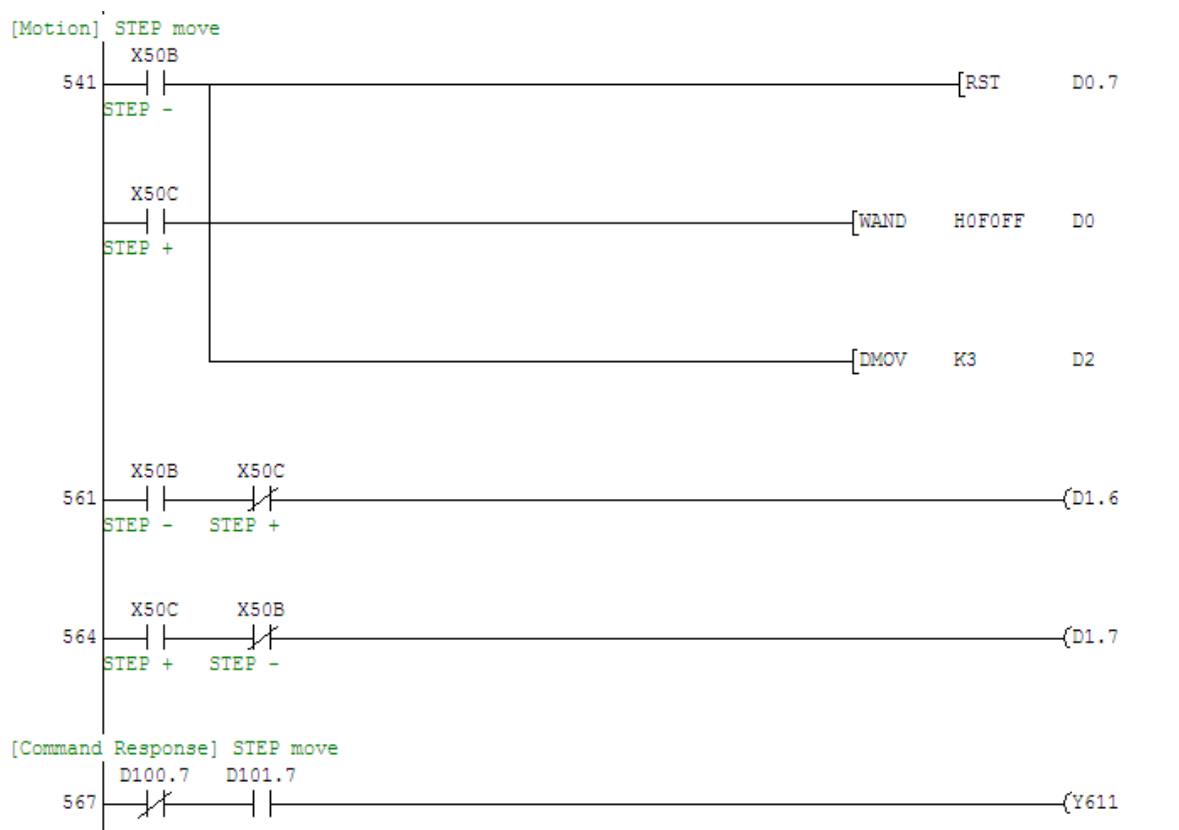 [Motion] STEP move
X50B
541 [RST D0.7
STEP -
X50C
[WAND H0F0FF D0
STEP +
[DMOV K3 D2
X50B X50C
561 (D1.6
STEP - STEP +
X50C X50B
564 (D1.7
STEP + STEP -
[Command Response] STEP move
D100.7 D101.7
567 (Y611